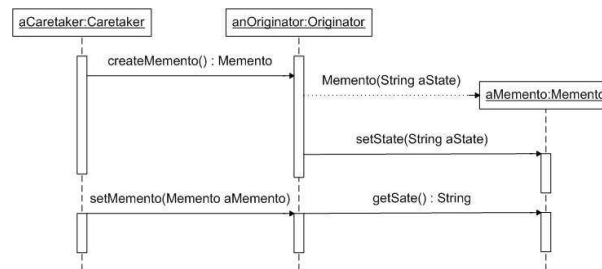 aCaretaker:Caretaker
anOriginator:Originator
createMemento() : Memento
Memento(String aState)
aMemento:Memento
setState(String aState)
setMemento(Memento aMemento)
getSate() : String